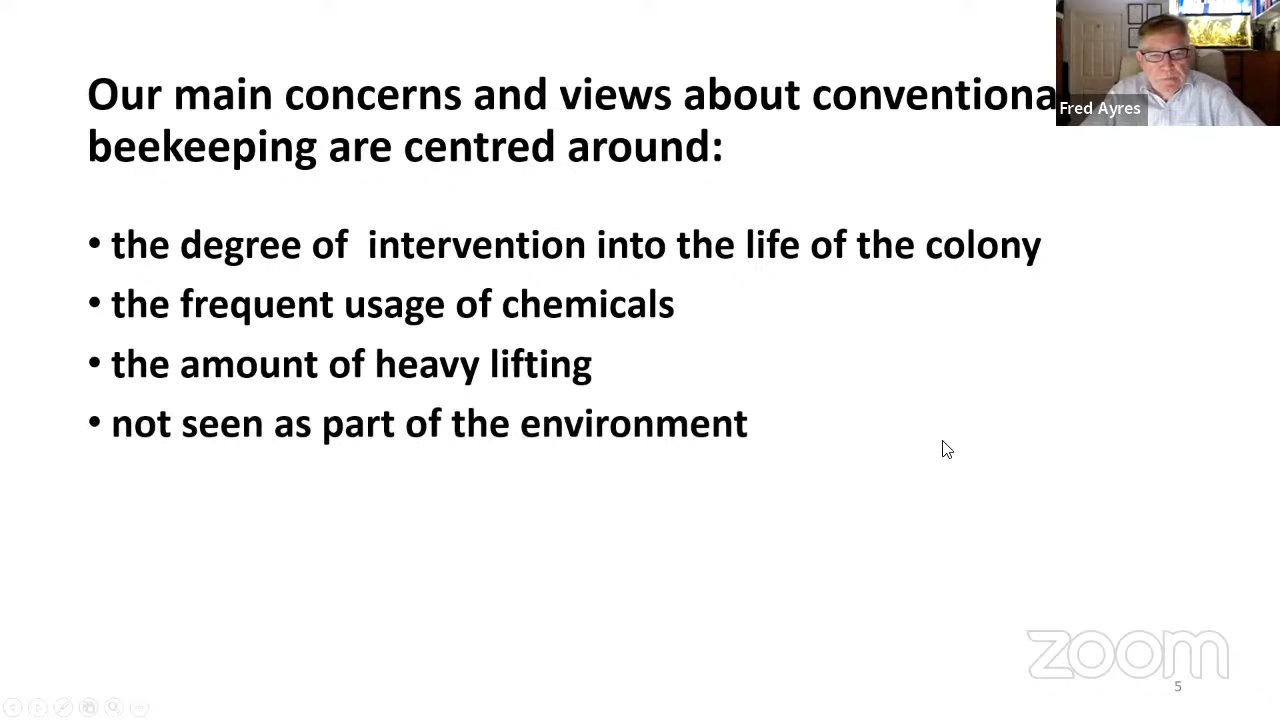 Our main concerns and views about conventiona
beekeeping are centred around:
Fred Ayres
• the degree of  intervention into the life of the colony
• the frequent usage of chemicals
• the amount of heavy lifting
• not seen as part of the environment
zoom
5